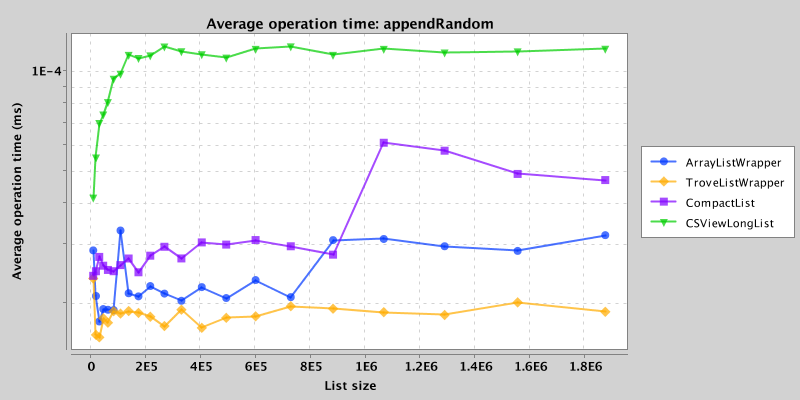 Average operation time: appendRandom
Average operation time (ms)
1E-4
0 2E5 4E5 6E5 8E5 1E6 1.2E6 1.4E6 1.6E6 1.8E6
List size
ArrayListWrapper
TroveListWrapper
CompactList
CSViewLongList